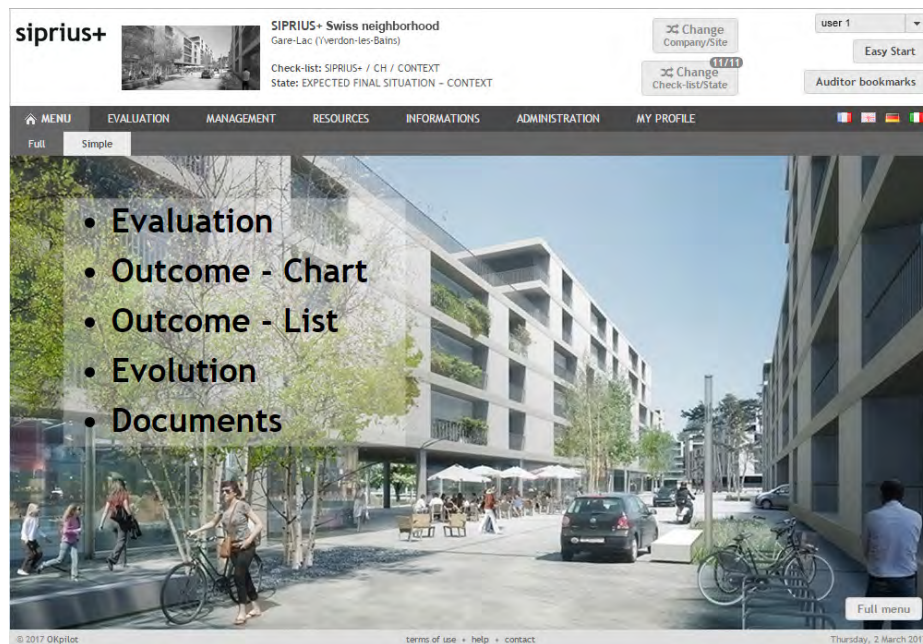 siprius+
SIPRIUS+ Swiss neighborhood
Gare-Lac (Yverdon-les-Bains)
Check-list: SIPRIUS+ / CH / CONTEXT
State: EXPECTED FINAL SITUATION – CONTEXT
Change
Company/Site
11/11
Change
Check-list/State
user 1
Easy Start
Auditor bookmarks
MENU EVALUATION MANAGEMENT RESOURCES INFORMATIONS ADMINISTRATION MY PROFILE
Full Simple
• Evaluation
• Outcome - Chart
• Outcome - List
• Evolution
• Documents
Full menu
© 2017 OKpilot terms of use • help • contact Thursday, 2 March 201